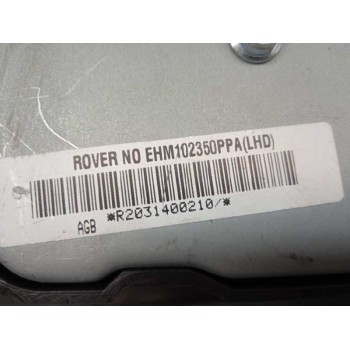 ROVER NO EHM102350PPA(LHD)
AGB *R2031400210/*